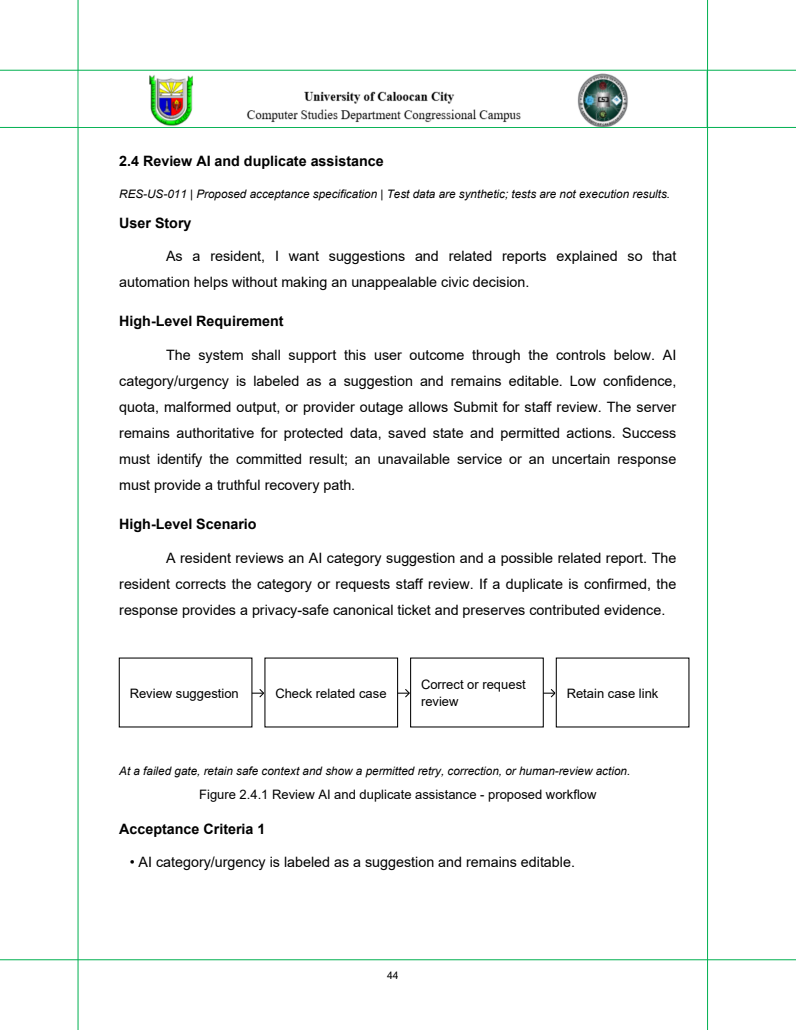 University of Caloocan City
Computer Studies Department Congressional Campus
2.4 Review AI and duplicate assistance
RES-US-011 | Proposed acceptance specification | Test data are synthetic; tests are not execution results.
User Story
As a resident, I want suggestions and related reports explained so that
automation helps without making an unappealable civic decision.
High-Level Requirement
The system shall support this user outcome through the controls below. AI
category/urgency is labeled as a suggestion and remains editable. Low confidence,
quota, malformed output, or provider outage allows Submit for staff review. The server
remains authoritative for protected data, saved state and permitted actions. Success
must identify the committed result; an unavailable service or an uncertain response
must provide a truthful recovery path.
High-Level Scenario
A resident reviews an AI category suggestion and a possible related report. The
resident corrects the category or requests staff review. If a duplicate is confirmed, the
response provides a privacy-safe canonical ticket and preserves contributed evidence.
Review suggestion
Check related case
Correct or request
review
Retain case link
At a failed gate, retain safe context and show a permitted retry, correction, or human-review action.
Figure 2.4.1 Review AI and duplicate assistance - proposed workflow
Acceptance Criteria 1
• AI category/urgency is labeled as a suggestion and remains editable.
44